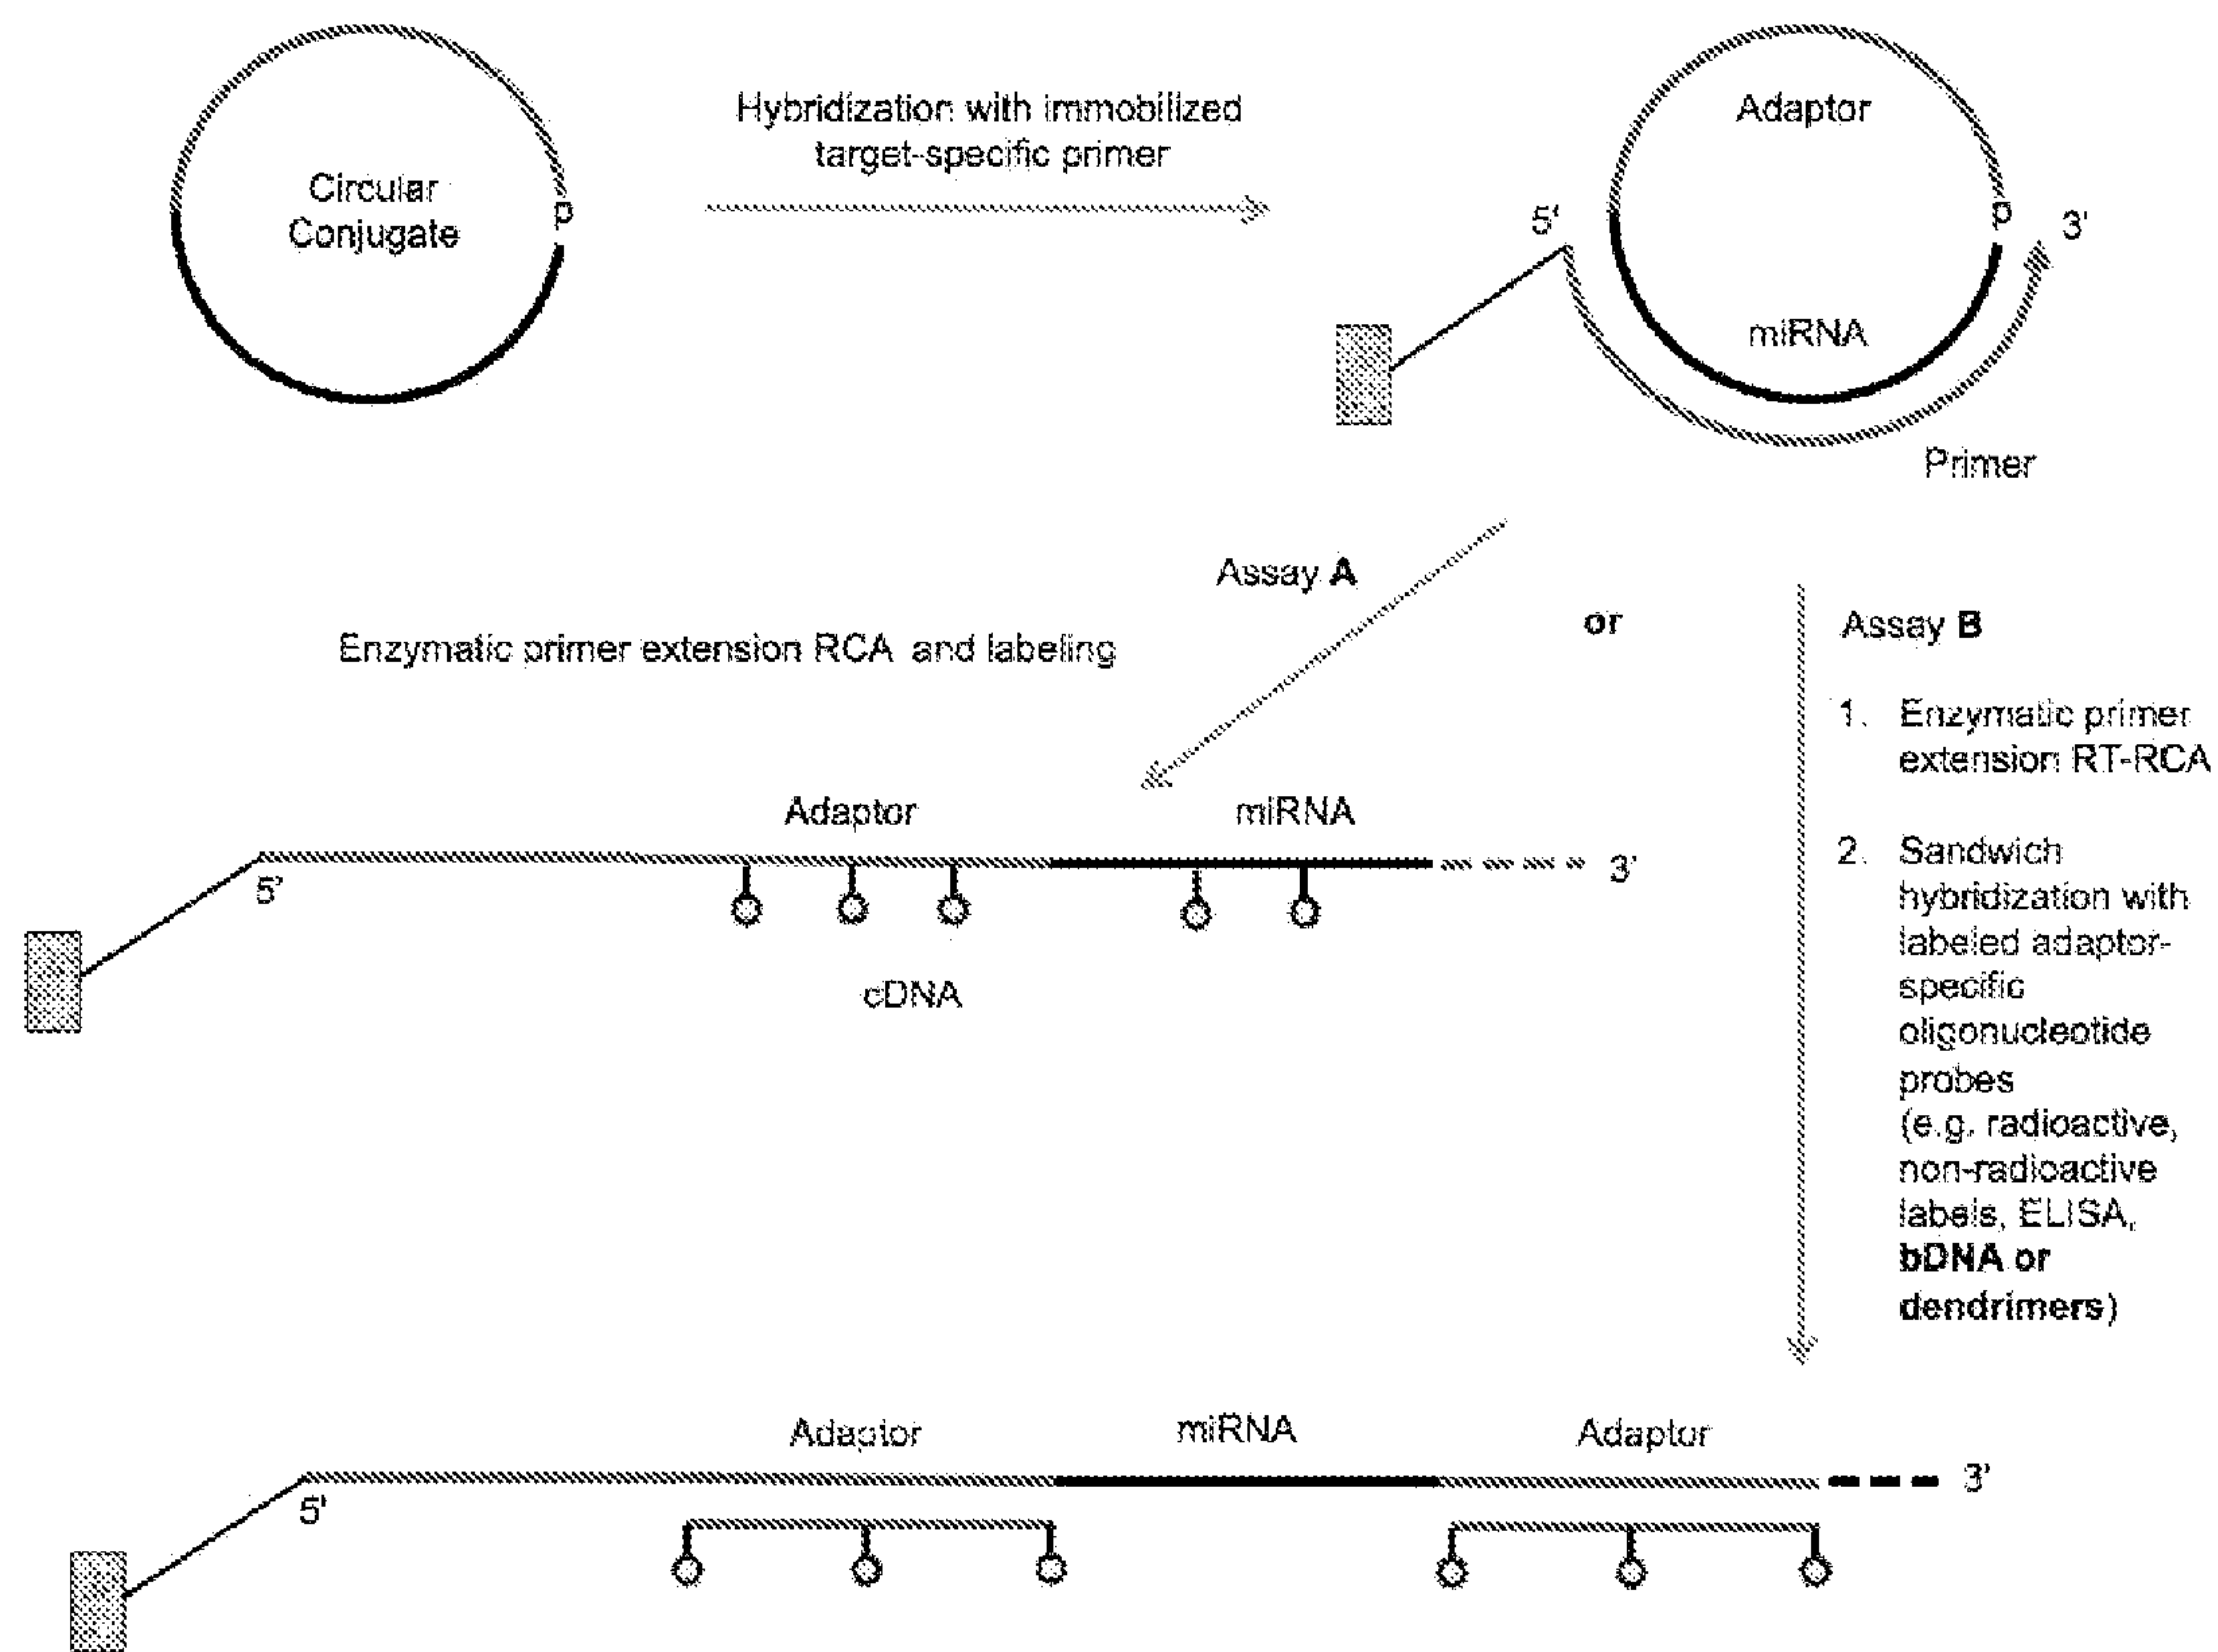 Circular
Conjugate
P
Hybridization with immobilized
target-specific primer
Adaptor
5'
P
3'
miRNA
Primer
Assay A
or
Enzymatic primer extension RCA and labeling
Assay B
1. Enzymatic primer
extension RT-RCA
2. Sandwich
hybridization with
labeled adaptor-
specific
oligonucleotide
probes
(e.g. radioactive,
non-radioactive
labels, ELISA,
bDNA or
dendrimers)
Adaptor
miRNA
5'
3'
cDNA
Adaptor
miRNA
Adaptor
5'
3'